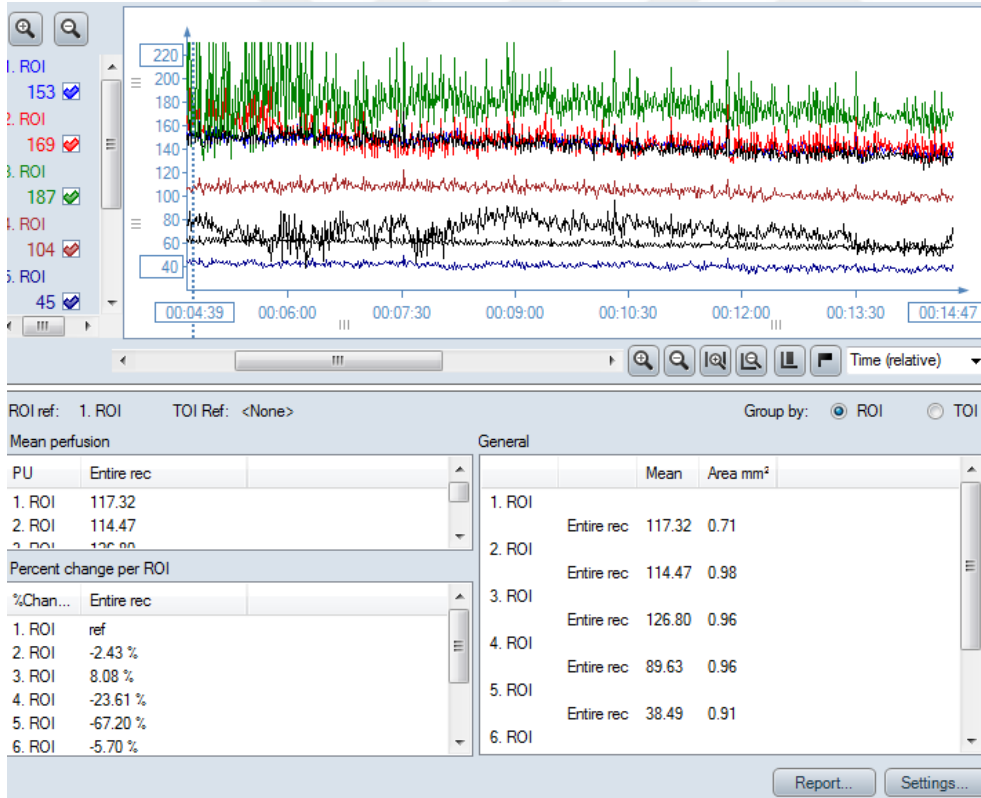 1. ROI
153
2. ROI
169
3. ROI
187
4. ROI
104
5. ROI
45
220
200
180
160
140
120
100
80
60
40
00:04:39 00:06:00 00:07:30 00:09:00 00:10:30 00:12:00 00:13:30 00:14:47
Time (relative)
ROI ref: 1. ROI TOI Ref: <None> Group by: ROI TOI
Mean perfusion
PU Entire rec
1. ROI 117.32
2. ROI 114.47
3. ROI 126.80
Percent change per ROI
%Chan... Entire rec
1. ROI ref
2. ROI -2.43 %
3. ROI 8.08 %
4. ROI -23.61 %
5. ROI -67.20 %
6. ROI -5.70 %
General
Mean Area mm²
1. ROI
Entire rec 117.32 0.71
2. ROI
Entire rec 114.47 0.98
3. ROI
Entire rec 126.80 0.96
4. ROI
Entire rec 89.63 0.96
5. ROI
Entire rec 38.49 0.91
6. ROI
Report... Settings...